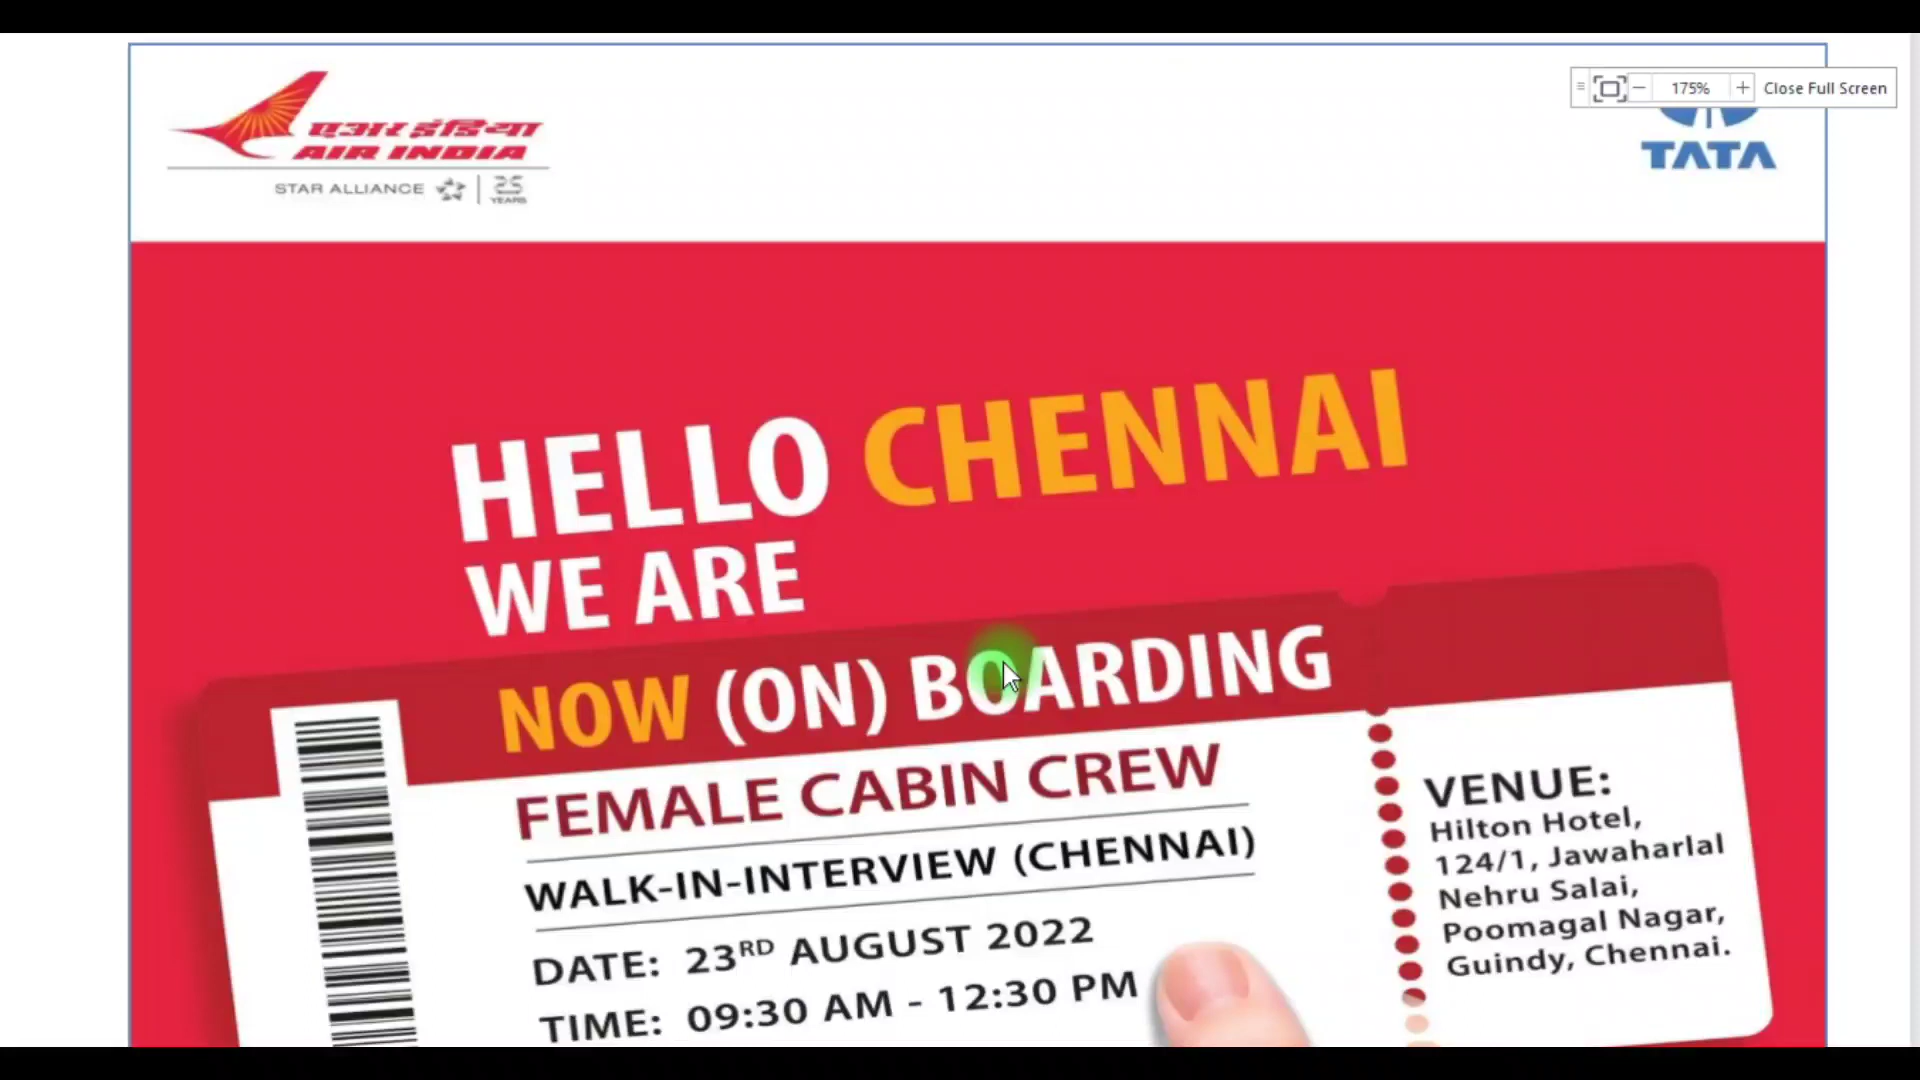 एअर इंडिया
AIR INDIA
STAR ALLIANCE
25
YEARS
175%
Close Full Screen
TATA
HELLO CHENNAI
WE ARE
NOW (ON) BOARDING
FEMALE CABIN CREW
WALK-IN-INTERVIEW (CHENNAI)
DATE: 23RD AUGUST 2022
TIME: 09:30 AM - 12:30 PM
VENUE:
Hilton Hotel,
124/1, Jawaharlal
Nehru Salai,
Poomagal Nagar,
Guindy, Chennai.